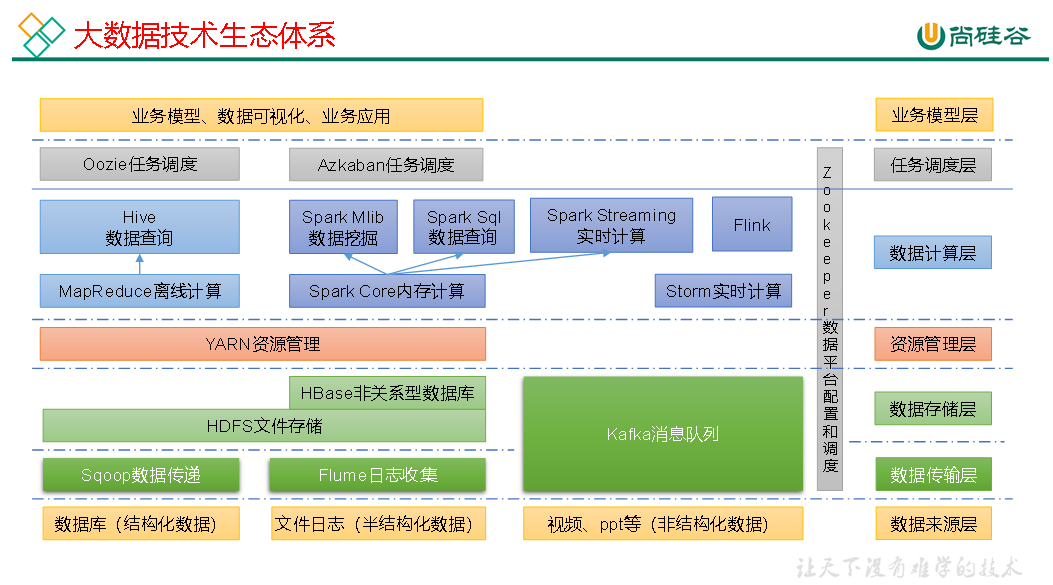 大数据技术生态体系
尚硅谷
业务模型、数据可视化、业务应用
业务模型层
Oozie任务调度
Azkaban任务调度
任务调度层
Hive
数据查询
Spark Mlib
数据挖掘
Spark Sql
数据查询
Spark Streaming
实时计算
Flink
数据计算层
MapReduce离线计算
Spark Core内存计算
Storm实时计算
Zookeeper数据平台配置和调度
YARN资源管理
资源管理层
HBase非关系型数据库
HDFS文件存储
Kafka消息队列
数据存储层
Sqoop数据传递
Flume日志收集
数据传输层
数据库（结构化数据）
文件日志（半结构化数据）
视频、ppt等（非结构化数据）
数据来源层
让天下没有难学的技术